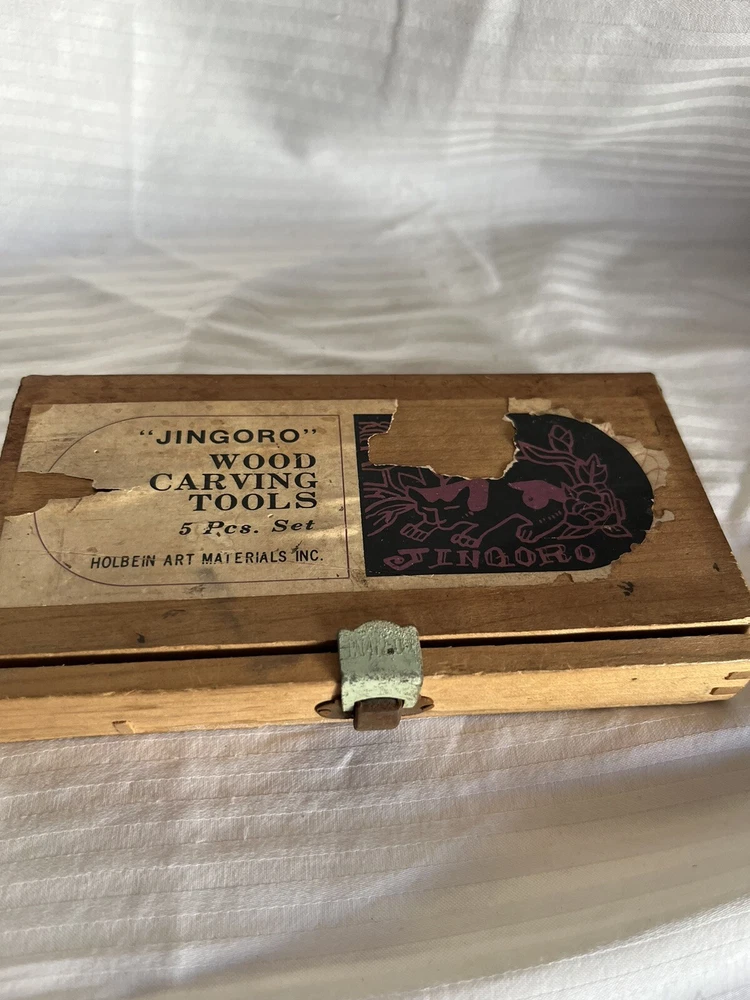 "JINGORO"
WOOD
CARVING
TOOLS
5 Pcs. Set
HOLBEIN ART MATERIALS INC.
JINGORO